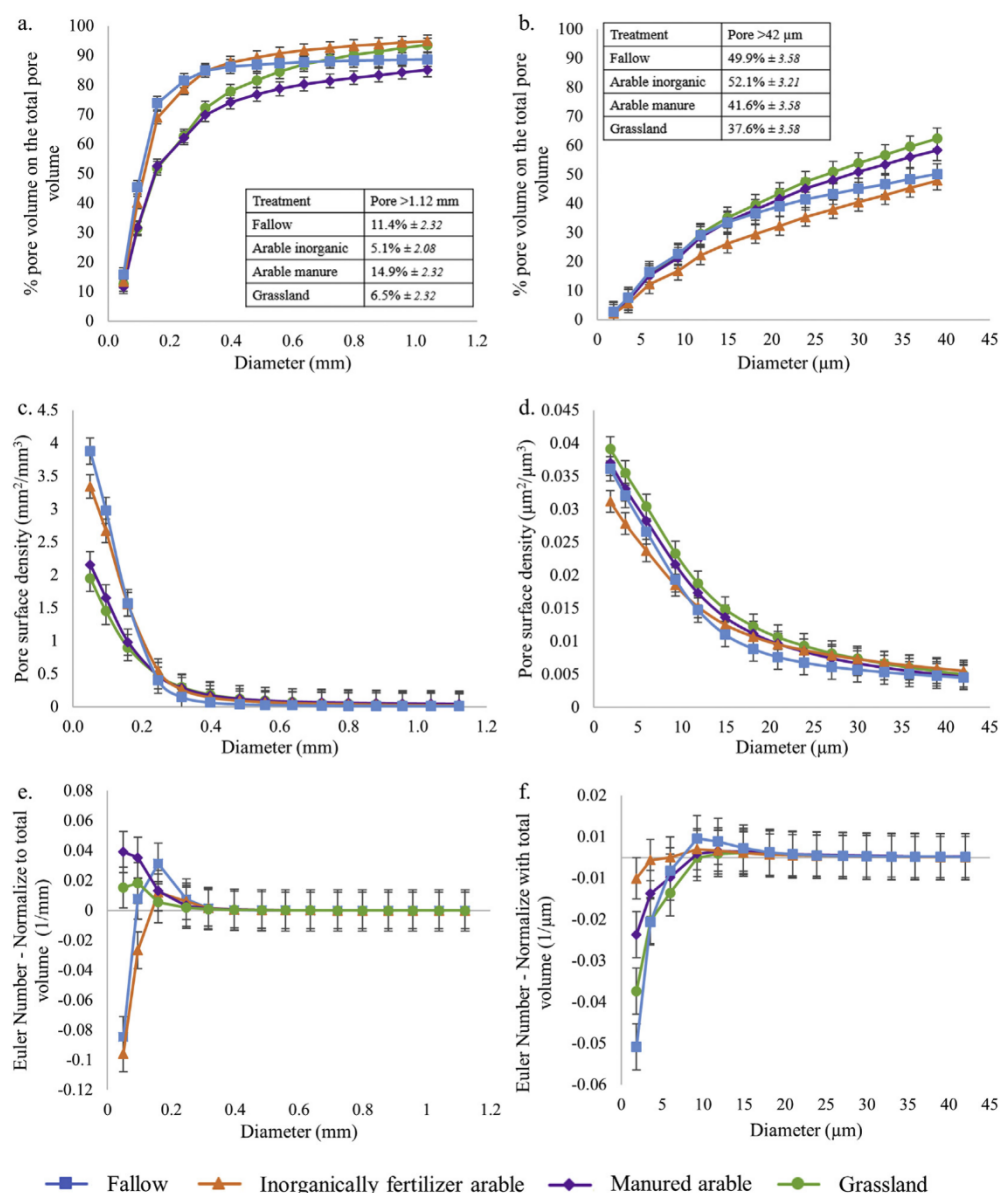 a.
% pore volume on the total pore
volume
100
90
80
70
60
50
40
30
20
10
0
Treatment Pore >1.12 mm
Fallow 11.4% ± 2.32
Arable inorganic 5.1% ± 2.08
Arable manure 14.9% ± 2.32
Grassland 6.5% ± 2.32
0 0.2 0.4 0.6 0.8 1.0 1.2
Diameter (mm)
b.
% pore volume on the total pore
volume
100
90
80
70
60
50
40
30
20
10
0
Treatment Pore >42 µm
Fallow 49.9% ± 3.58
Arable inorganic 52.1% ± 3.21
Arable manure 41.6% ± 3.58
Grassland 37.6% ± 3.58
0 5 10 15 20 25 30 35 40 45
Diameter (µm)
c.
Pore surface density (mm²/mm³)
4.5
4
3.5
3
2.5
2
1.5
1
0.5
0
0 0.2 0.4 0.6 0.8 1 1.2
Diameter (mm)
d.
Pore surface density (µm²/µm³)
0.045
0.04
0.035
0.03
0.025
0.02
0.015
0.01
0.005
0
0 5 10 15 20 25 30 35 40 45
Diameter (µm)
e.
Euler Number - Normalize to total
volume (1/mm)
0.08
0.06
0.04
0.02
0
-0.02
-0.04
-0.06
-0.08
-0.1
-0.12
0 0.2 0.4 0.6 0.8 1 1.2
Diameter (mm)
f.
Euler Number - Normalize with total
volume (1/µm)
0.02
0.01
-0.01
-0.02
-0.03
-0.04
-0.05
-0.06
0 5 10 15 20 25 30 35 40 45
Diameter (µm)
Fallow Inorganically fertilizer arable Manured arable Grassland